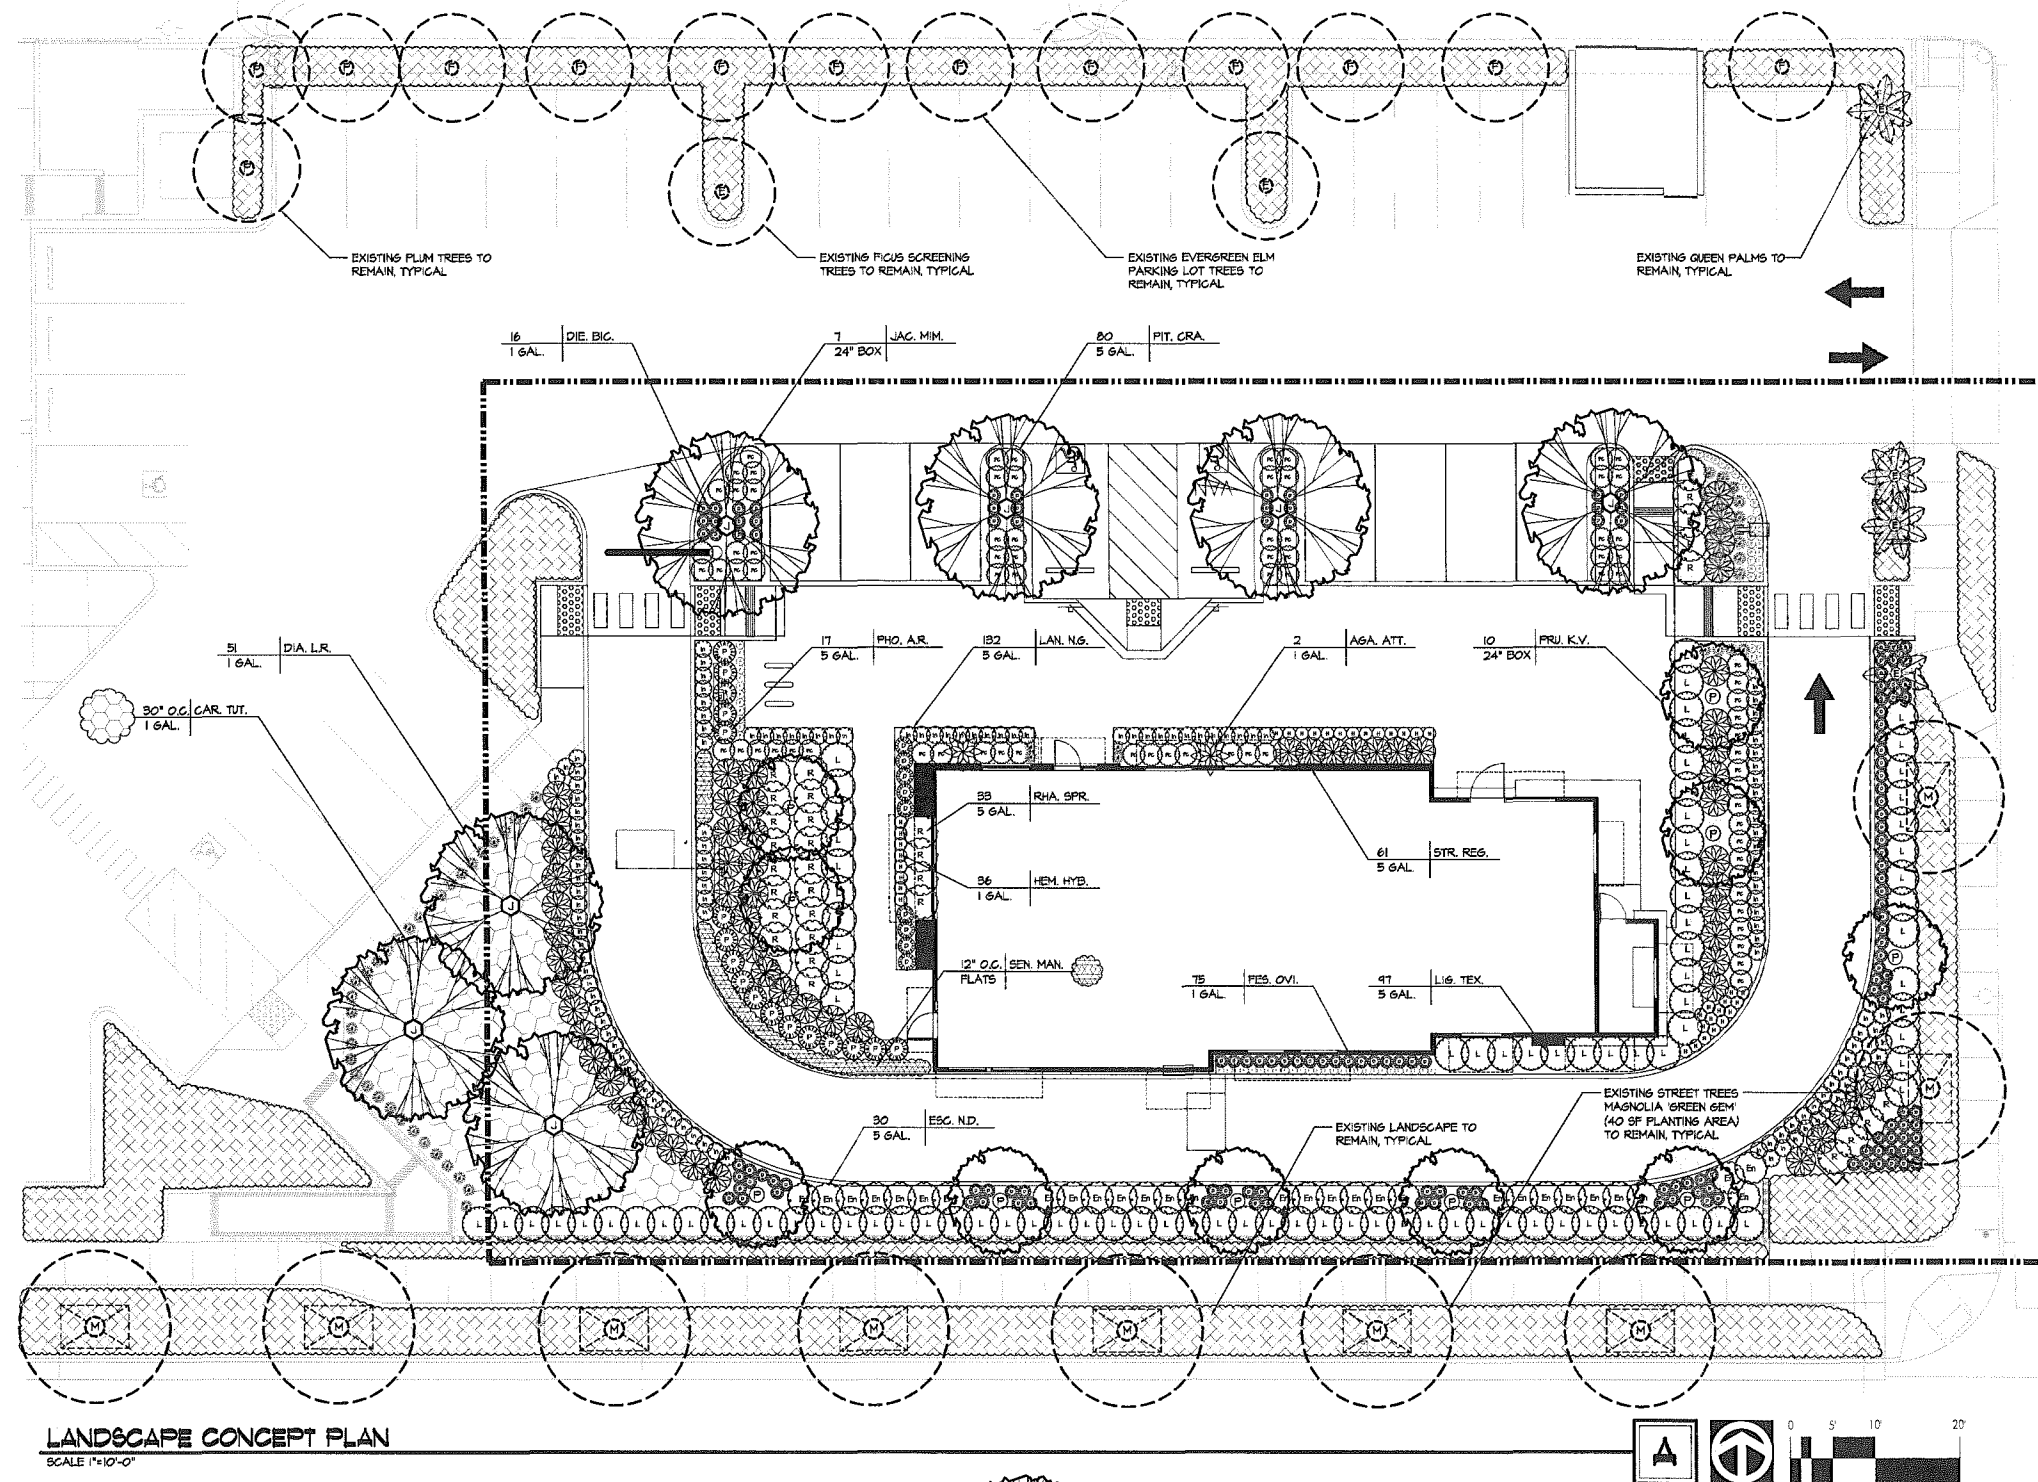 EXISTING PLUM TREES TO
REMAIN, TYPICAL
EXISTING FICUS SCREENING
TREES TO REMAIN, TYPICAL
EXISTING EVERGREEN ELM
PARKING LOT TREES TO
REMAIN, TYPICAL
EXISTING QUEEN PALMS TO
REMAIN, TYPICAL
16 DIE. BIC.
1 GAL.
7 JAC. MIM.
24" BOX
80 PIT. CRA.
5 GAL.
51 DIA. L.R.
1 GAL.
17 PHO. A.R.
5 GAL.
132 LAN. N.G.
5 GAL.
2 AGA. ATT.
1 GAL.
10 PRU. K.V.
24" BOX
30" O.C. CAR. TUT.
1 GAL.
33 RHA. SPR.
5 GAL.
61 STR. REG.
5 GAL.
36 HEM. HYB.
1 GAL.
12" O.C. SEN. MAN.
FLATS
75 FES. OVI.
1 GAL.
97 LIG. TEX.
5 GAL.
30 ESC. N.D.
5 GAL.
EXISTING LANDSCAPE TO
REMAIN, TYPICAL
EXISTING STREET TREES
MAGNOLIA 'GREEN GEM'
(40 SF PLANTING AREA)
TO REMAIN, TYPICAL
M M M M M M M
LANDSCAPE CONCEPT PLAN
SCALE 1"=10'-0"
A
0 5' 10' 20'